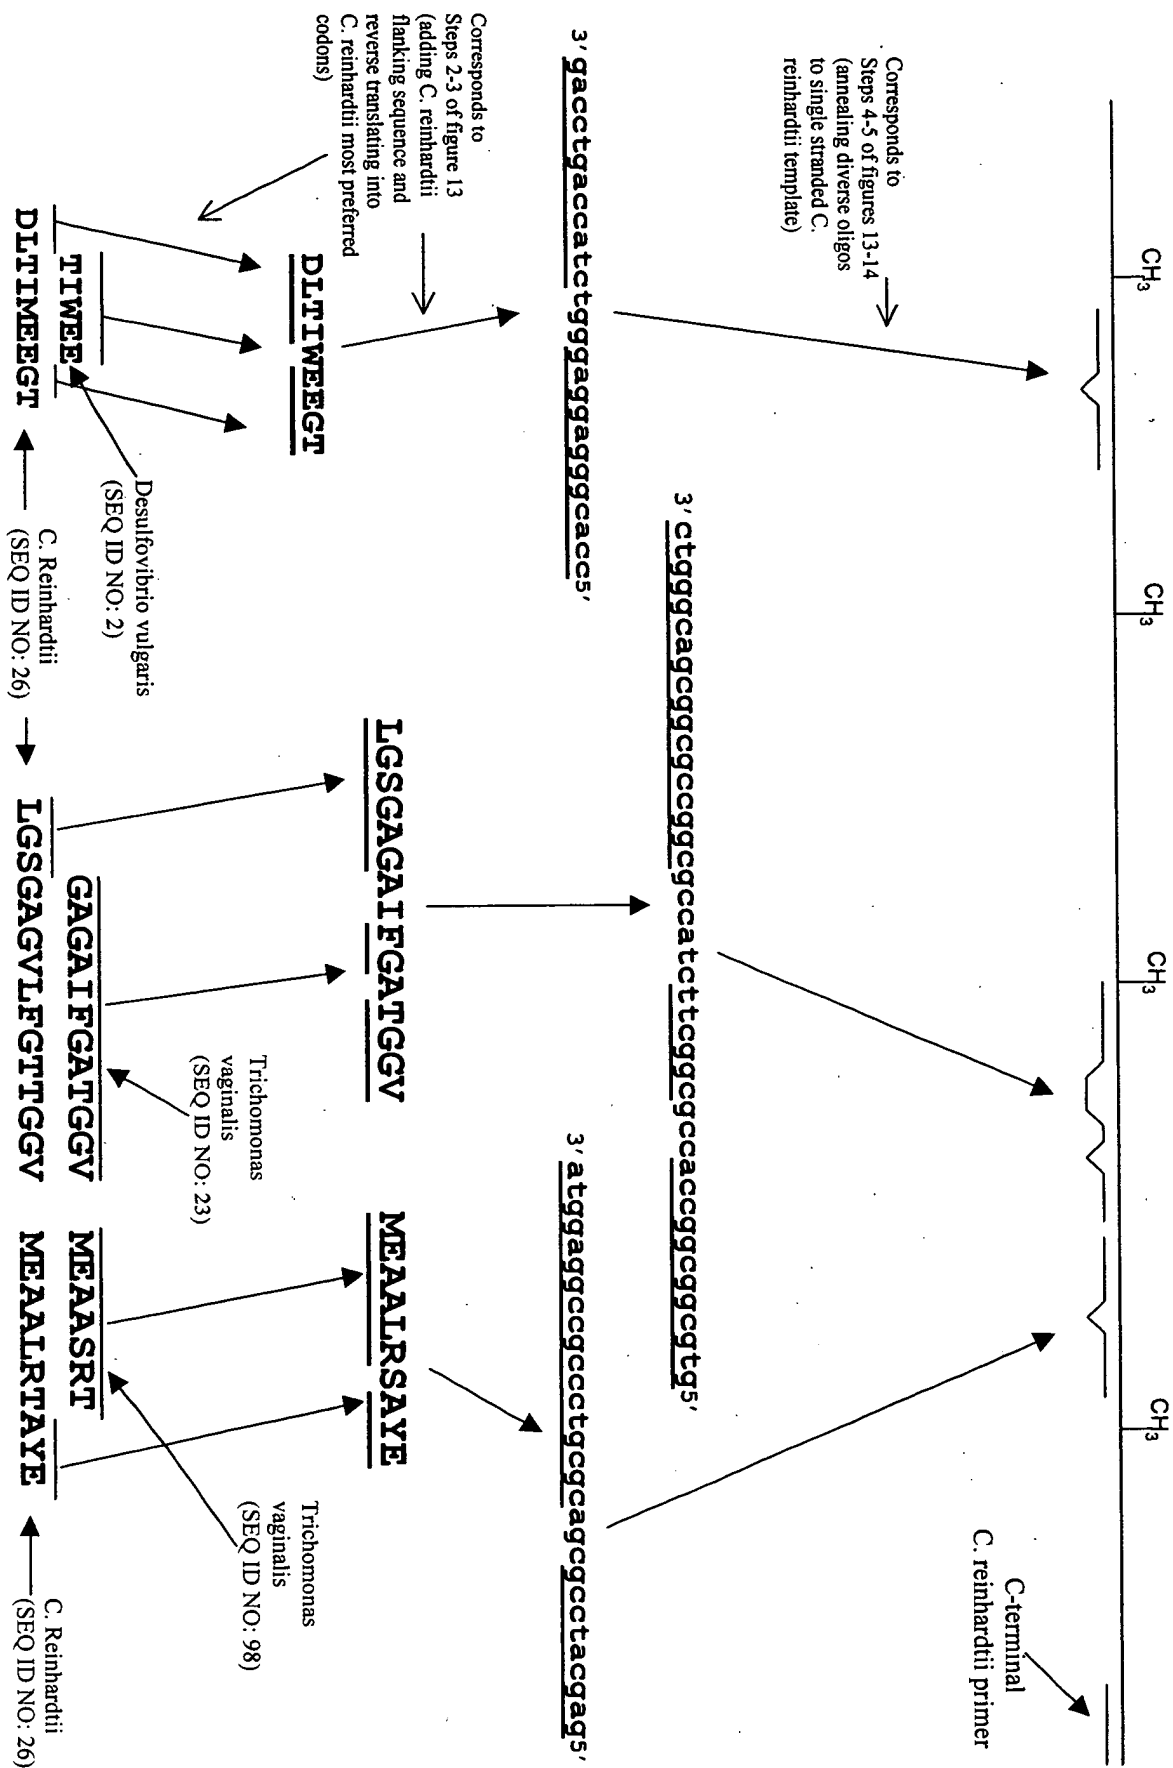 CH3
CH3
CH3
CH3
C-terminal
C. reinhardtii primer
Corresponds to
Steps 4-5 of figures 13-14
(annealing diverse oligos
to single stranded C.
reinhardtii template)
3'ctgggcagcggcgccggcgccatcttcggcgccaccggcggcgtg5'
3'gacctgaccatctgggaggagggcacc5'
3'atggaggccgccctgcgcagcgcctacgag5'
Corresponds to
Steps 2-3 of figure 13
(adding C. reinhardtii
flanking sequence and
reverse translating into
C. reinhardtii most preferred
codons)
DLTIWEEGT
LGSGAGAIFGATGGV
MEAALRSAYE
Trichomonas
vaginalis
(SEQ ID NO: 23)
Trichomonas
vaginalis
(SEQ ID NO: 98)
Desulfovibrio vulgaris
(SEQ ID NO: 2)
TIWEE
GAGAIFGATGGV
MEAASRT
DLTIMEEGT
C. Reinhardtii
(SEQ ID NO: 26)
LGSGAGVLFGTTGGV
MEAALRTAYE
C. Reinhardtii
(SEQ ID NO: 26)